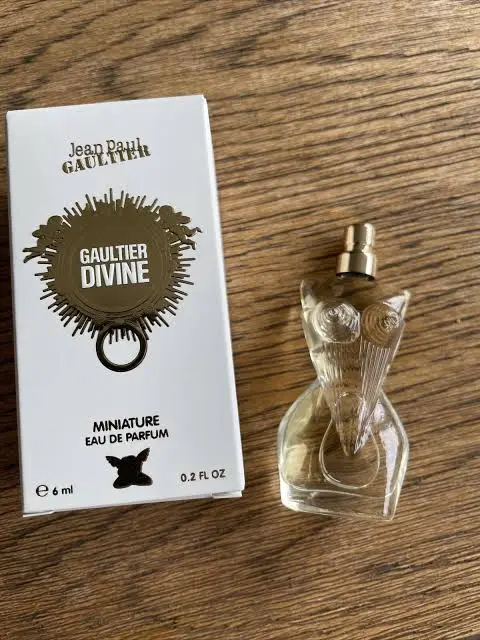 Jean Paul
GAULTIER
GAULTIER
DIVINE
MINIATURE
EAU DE PARFUM
℮ 6 ml
0.2 FL OZ